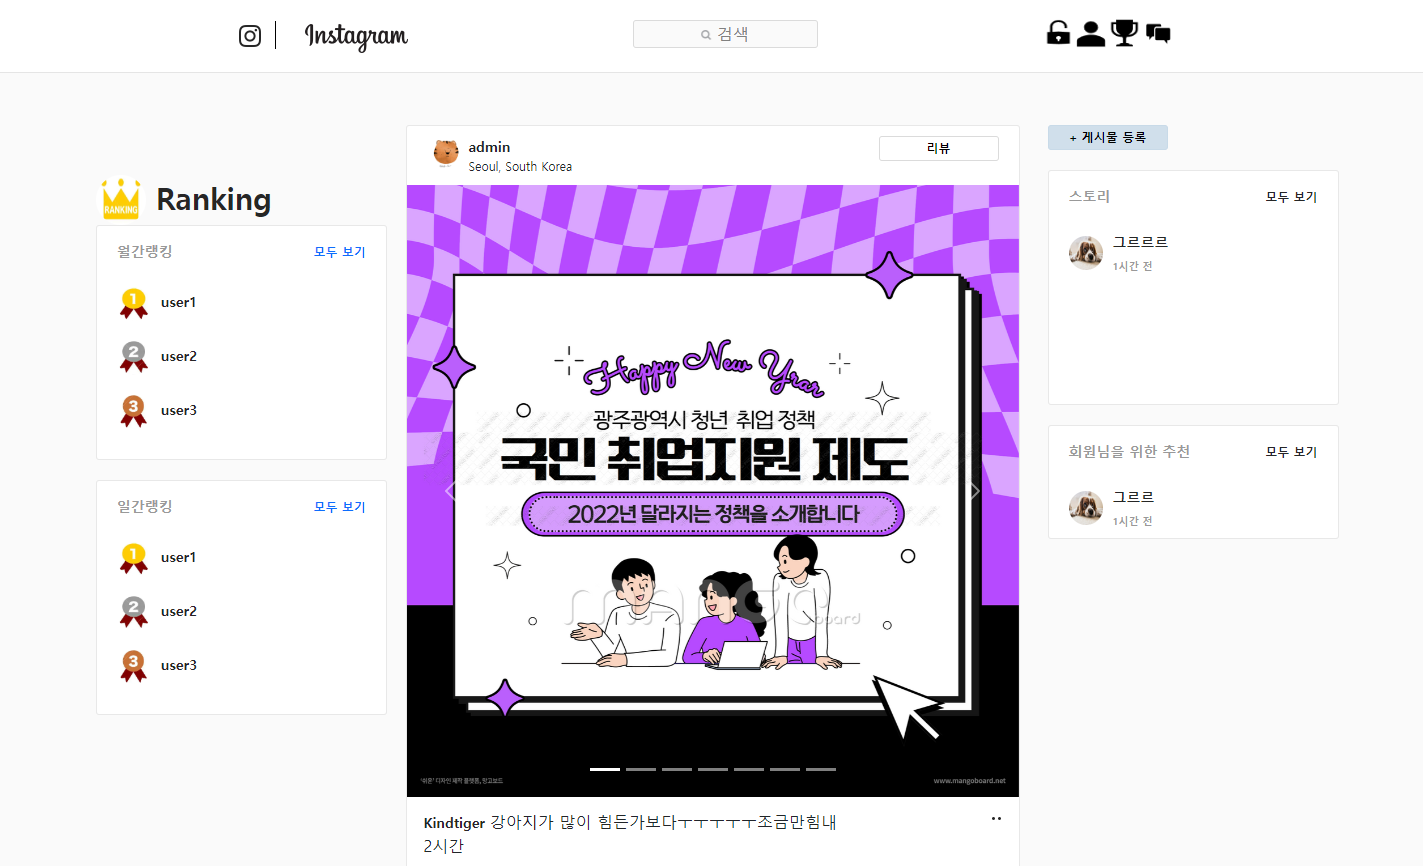 Instagram
검색
Ranking
RANKING
월간랭킹 모두 보기
1 user1
2 user2
3 user3
일간랭킹 모두 보기
1 user1
2 user2
3 user3
admin
Seoul, South Korea
리뷰
Happy New Year
광주광역시 청년 취업 정책
국민 취업지원 제도
2022년 달라지는 정책을 소개합니다
mangoboard
'쉬운' 디자인 제작 플랫폼, 망고보드
www.mangoboard.net
Kindtiger 강아지가 많이 힘든가보다ㅜㅜㅜㅜㅜ조금만힘내
2시간
+ 게시물 등록
스토리 모두 보기
그르르르
1시간 전
회원님을 위한 추천 모두 보기
그르르
1시간 전